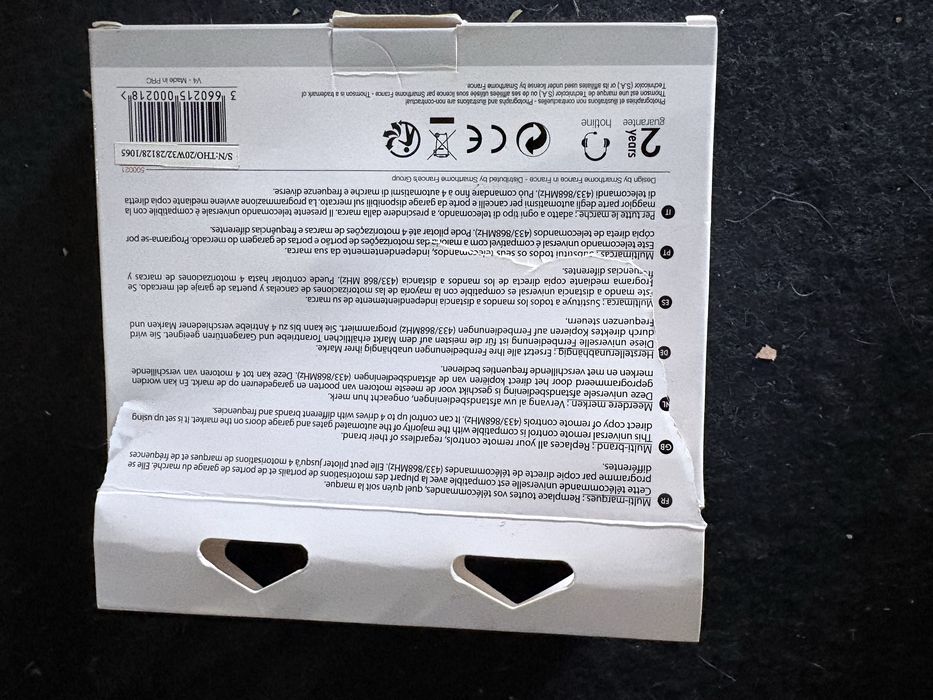 FR Multi-marques : Remplace toutes vos télécommandes, quel qu'en soit la marque.
Cette télécommande universelle est compatible avec la plupart des motorisations de portails et de portes de garage du marché. Elle se
programme par copie directe de télécommandes (433/868MHz). Elle peut piloter jusqu'à 4 motorisations de marques et de fréquences
différentes.
GB Multi-brand : Replaces all your remote controls, regardless of their brand.
This universal remote control is compatible with the majority of the automated gates and garage doors on the market. It is set up using
direct copy of remote controls (433/868MHz). It can control up to 4 drives with different brands and frequencies.
NL Meerdere merken : Vervang al uw afstandsbedieningen, ongeacht hun merk.
Deze universele afstandsbediening is geschikt voor de meeste motoren van poorten en garagedeuren op de markt. En kan worden
geprogrammeerd door het direct kopiëren van de afstandsbedieningen (433/868MHz). Deze kan tot 4 motoren van verschillende
merken en met verschillende frequenties bedienen.
DE Herstellerunabhängig : Ersetzt alle Ihre Fernbedienungen unabhängig ihrer Marke.
Diese universelle Fernbedienung ist für die meisten auf dem Markt erhältlichen Torantriebe und Garagentüren geeignet. Sie wird
durch direktes Kopieren auf Fernbedienungen (433/868MHz) programmiert. Sie kann bis zu 4 Antriebe verschiedener Marken und
Frequenzen steuern.
ES Multimarca : Sustituye a todos los mandos a distancia independientemente de su marca.
ste mando a distancia universal es compatible con la mayoría de las motorizaciones de cancelas y puertas de garaje del mercado. Se
Programa mediante copia directa de los mandos a distancia (433/868 MHz). Puede controlar hasta 4 motorizaciones de marcas y
frecuencias diferentes.
PT Multimarcas : Substitui todos os seus telecomandos, independentemente da sua marca.
Este telecomando universal é compatível com a maioria das motorizações de portão e portas de garagem do mercado. Programa-se por
cópia direta de telecomandos (433/868MHz). Pode pilotar até 4 motorizações de marcas e frequências diferentes.
IT Per tutte le marche : adatto a ogni tipo di telecomando, a prescindere dalla marca. Il presente telecomando universale è compatibile con la
maggior parte degli automatismi per cancelli e porte da garage disponibili sul mercato. La programmazione avviene mediante copia diretta
di telecomandi (433/868MHz). Può comandare fino a 4 automatismi di marche e frequenze diverse.
Design by Smarthome France in France - Distributed by Smarthome France's Group
500021
2 years
guarantee
hotline
CE
S/N:THO/20W/32/28128/1065
3 660215 000218 >
Photographies et illustrations non contractuelles - Photographs and illustrations are non-contractual
Thomson est une marque de Technicolor (S.A.) ou de ses affiliées utilisée sous licence par Smarthome France - Thomson is a trademark of
Technicolor (S.A.) or its affiliates used under license by Smarthome France
V4 - Made in PRC